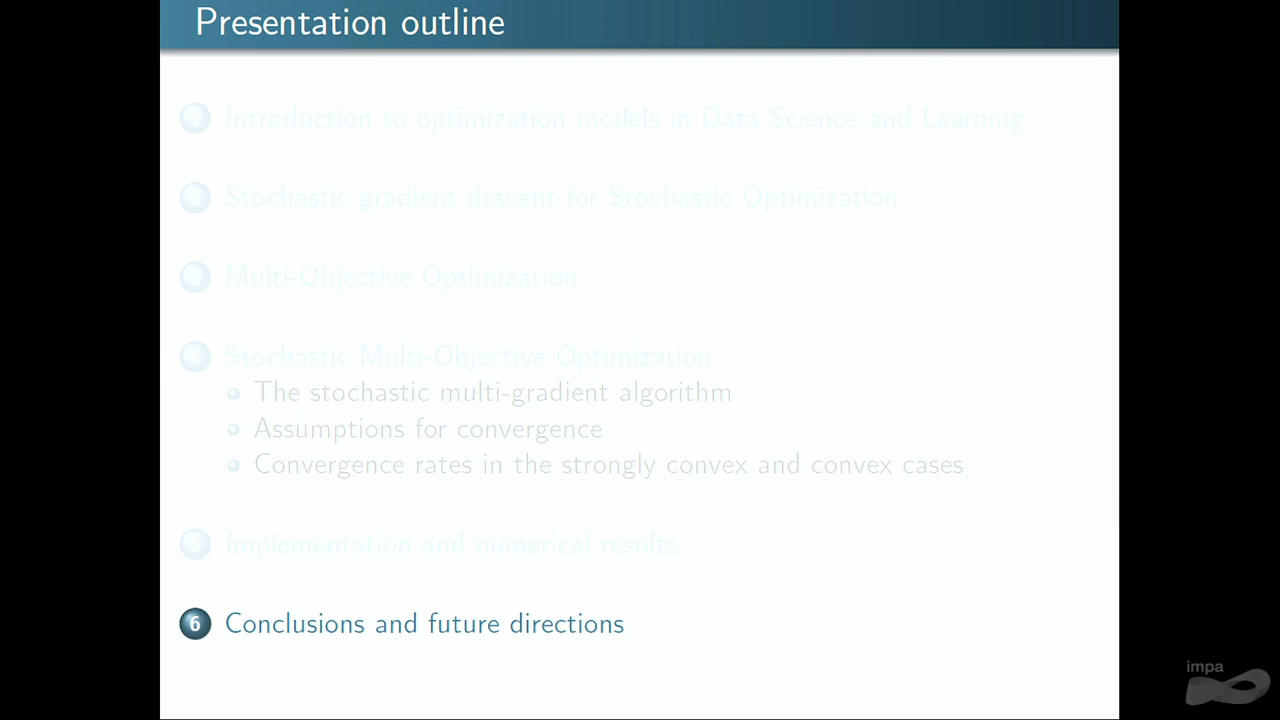 Presentation outline
Introduction to optimization models in Data Science and Learning
Stochastic gradient descent for Stochastic Optimization
Multi-Objective Optimization
Stochastic Multi-Objective Optimization
The stochastic multi-gradient algorithm
Assumptions for convergence
Convergence rates in the strongly convex and convex cases
Implementation and numerical results
6 Conclusions and future directions
impa